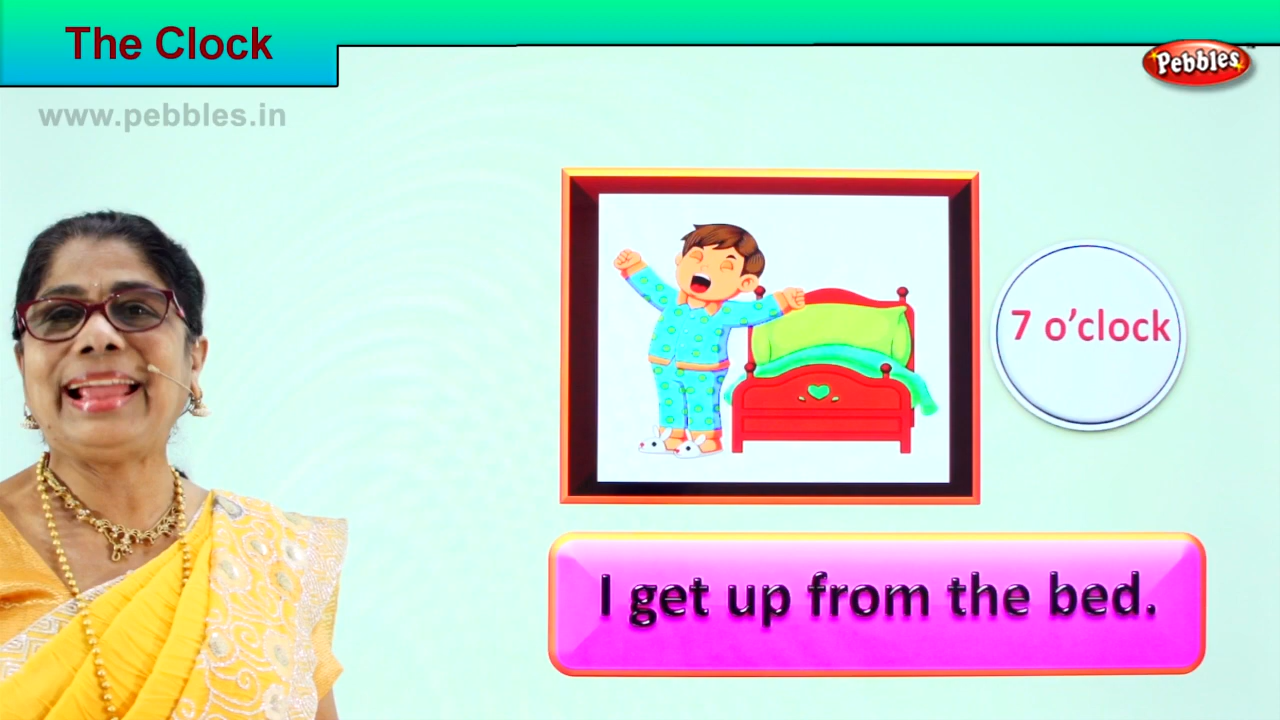 The Clock
Pebbles
www.pebbles.in
7 o’clock
I get up from the bed.